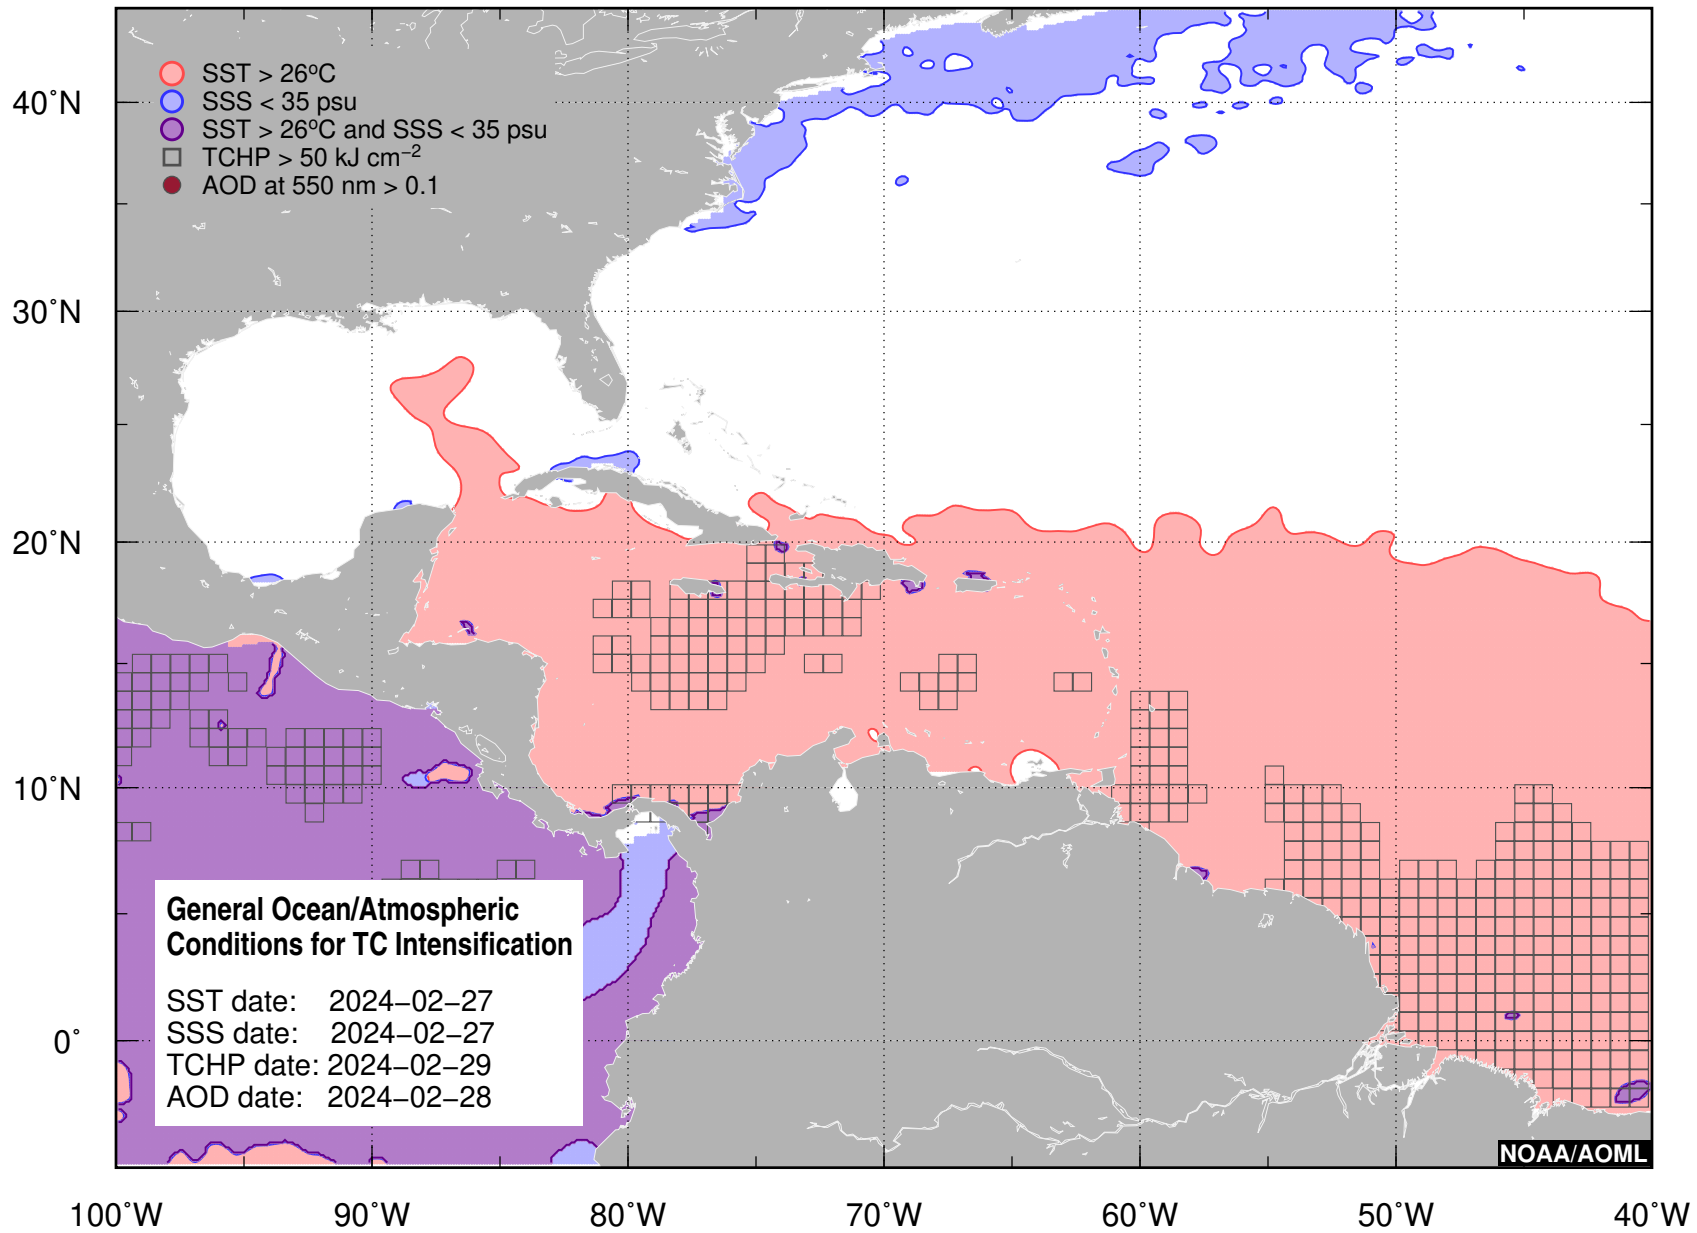 SST > 26°C
SSS < 35 psu
SST > 26°C and SSS < 35 psu
TCHP > 50 kJ cm⁻²
AOD at 550 nm > 0.1
40˚N
30˚N
20˚N
10˚N
0˚
General Ocean/Atmospheric
Conditions for TC Intensification
SST date: 2024−02−27
SSS date: 2024−02−27
TCHP date: 2024−02−29
AOD date: 2024−02−28
NOAA/AOML
100˚W 90˚W 80˚W 70˚W 60˚W 50˚W 40˚W